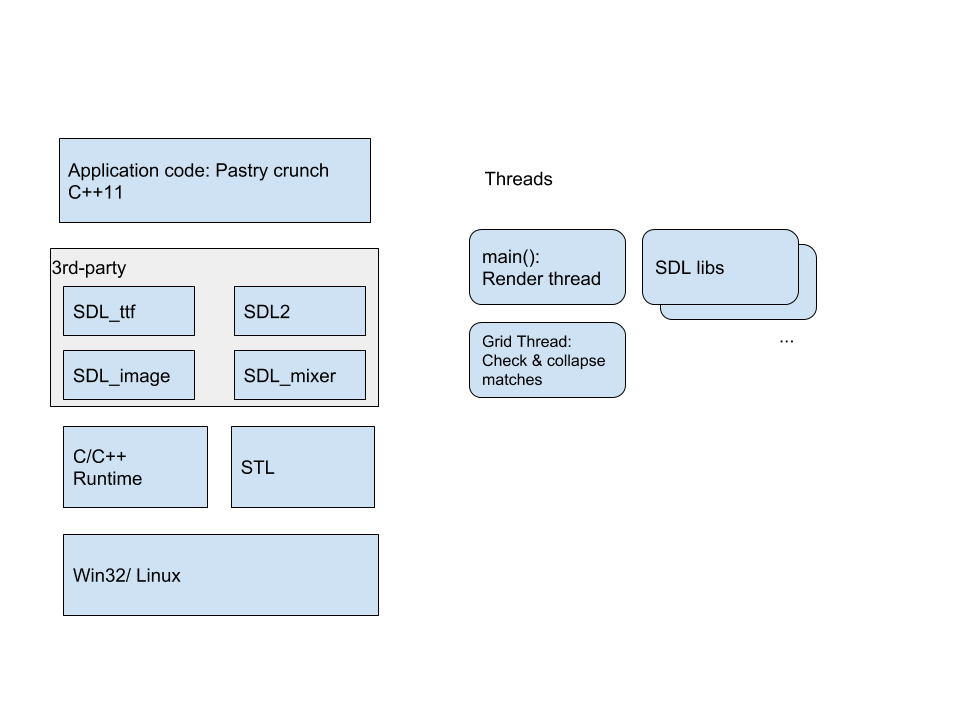 Application code: Pastry crunch
C++11
3rd-party
SDL_ttf
SDL2
SDL_image
SDL_mixer
C/C++
Runtime
STL
Win32/ Linux
Threads
main():
Render thread
SDL libs
...
Grid Thread:
Check & collapse
matches